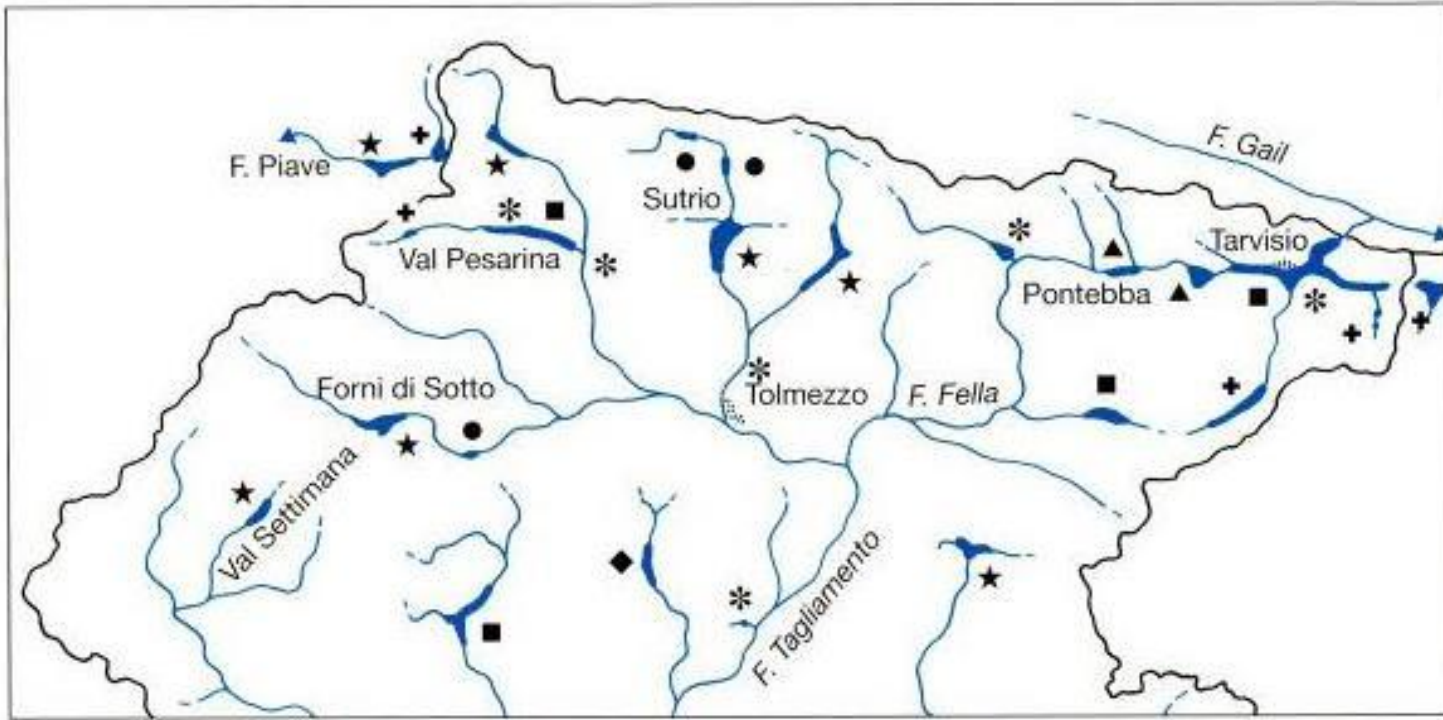 F. Gail
F. Piave
Sutrio
Tarvisio
Val Pesarina
Pontebba
Forni di Sotto
Tolmezzo
F. Fella
Val Settimana
F. Tagliamento